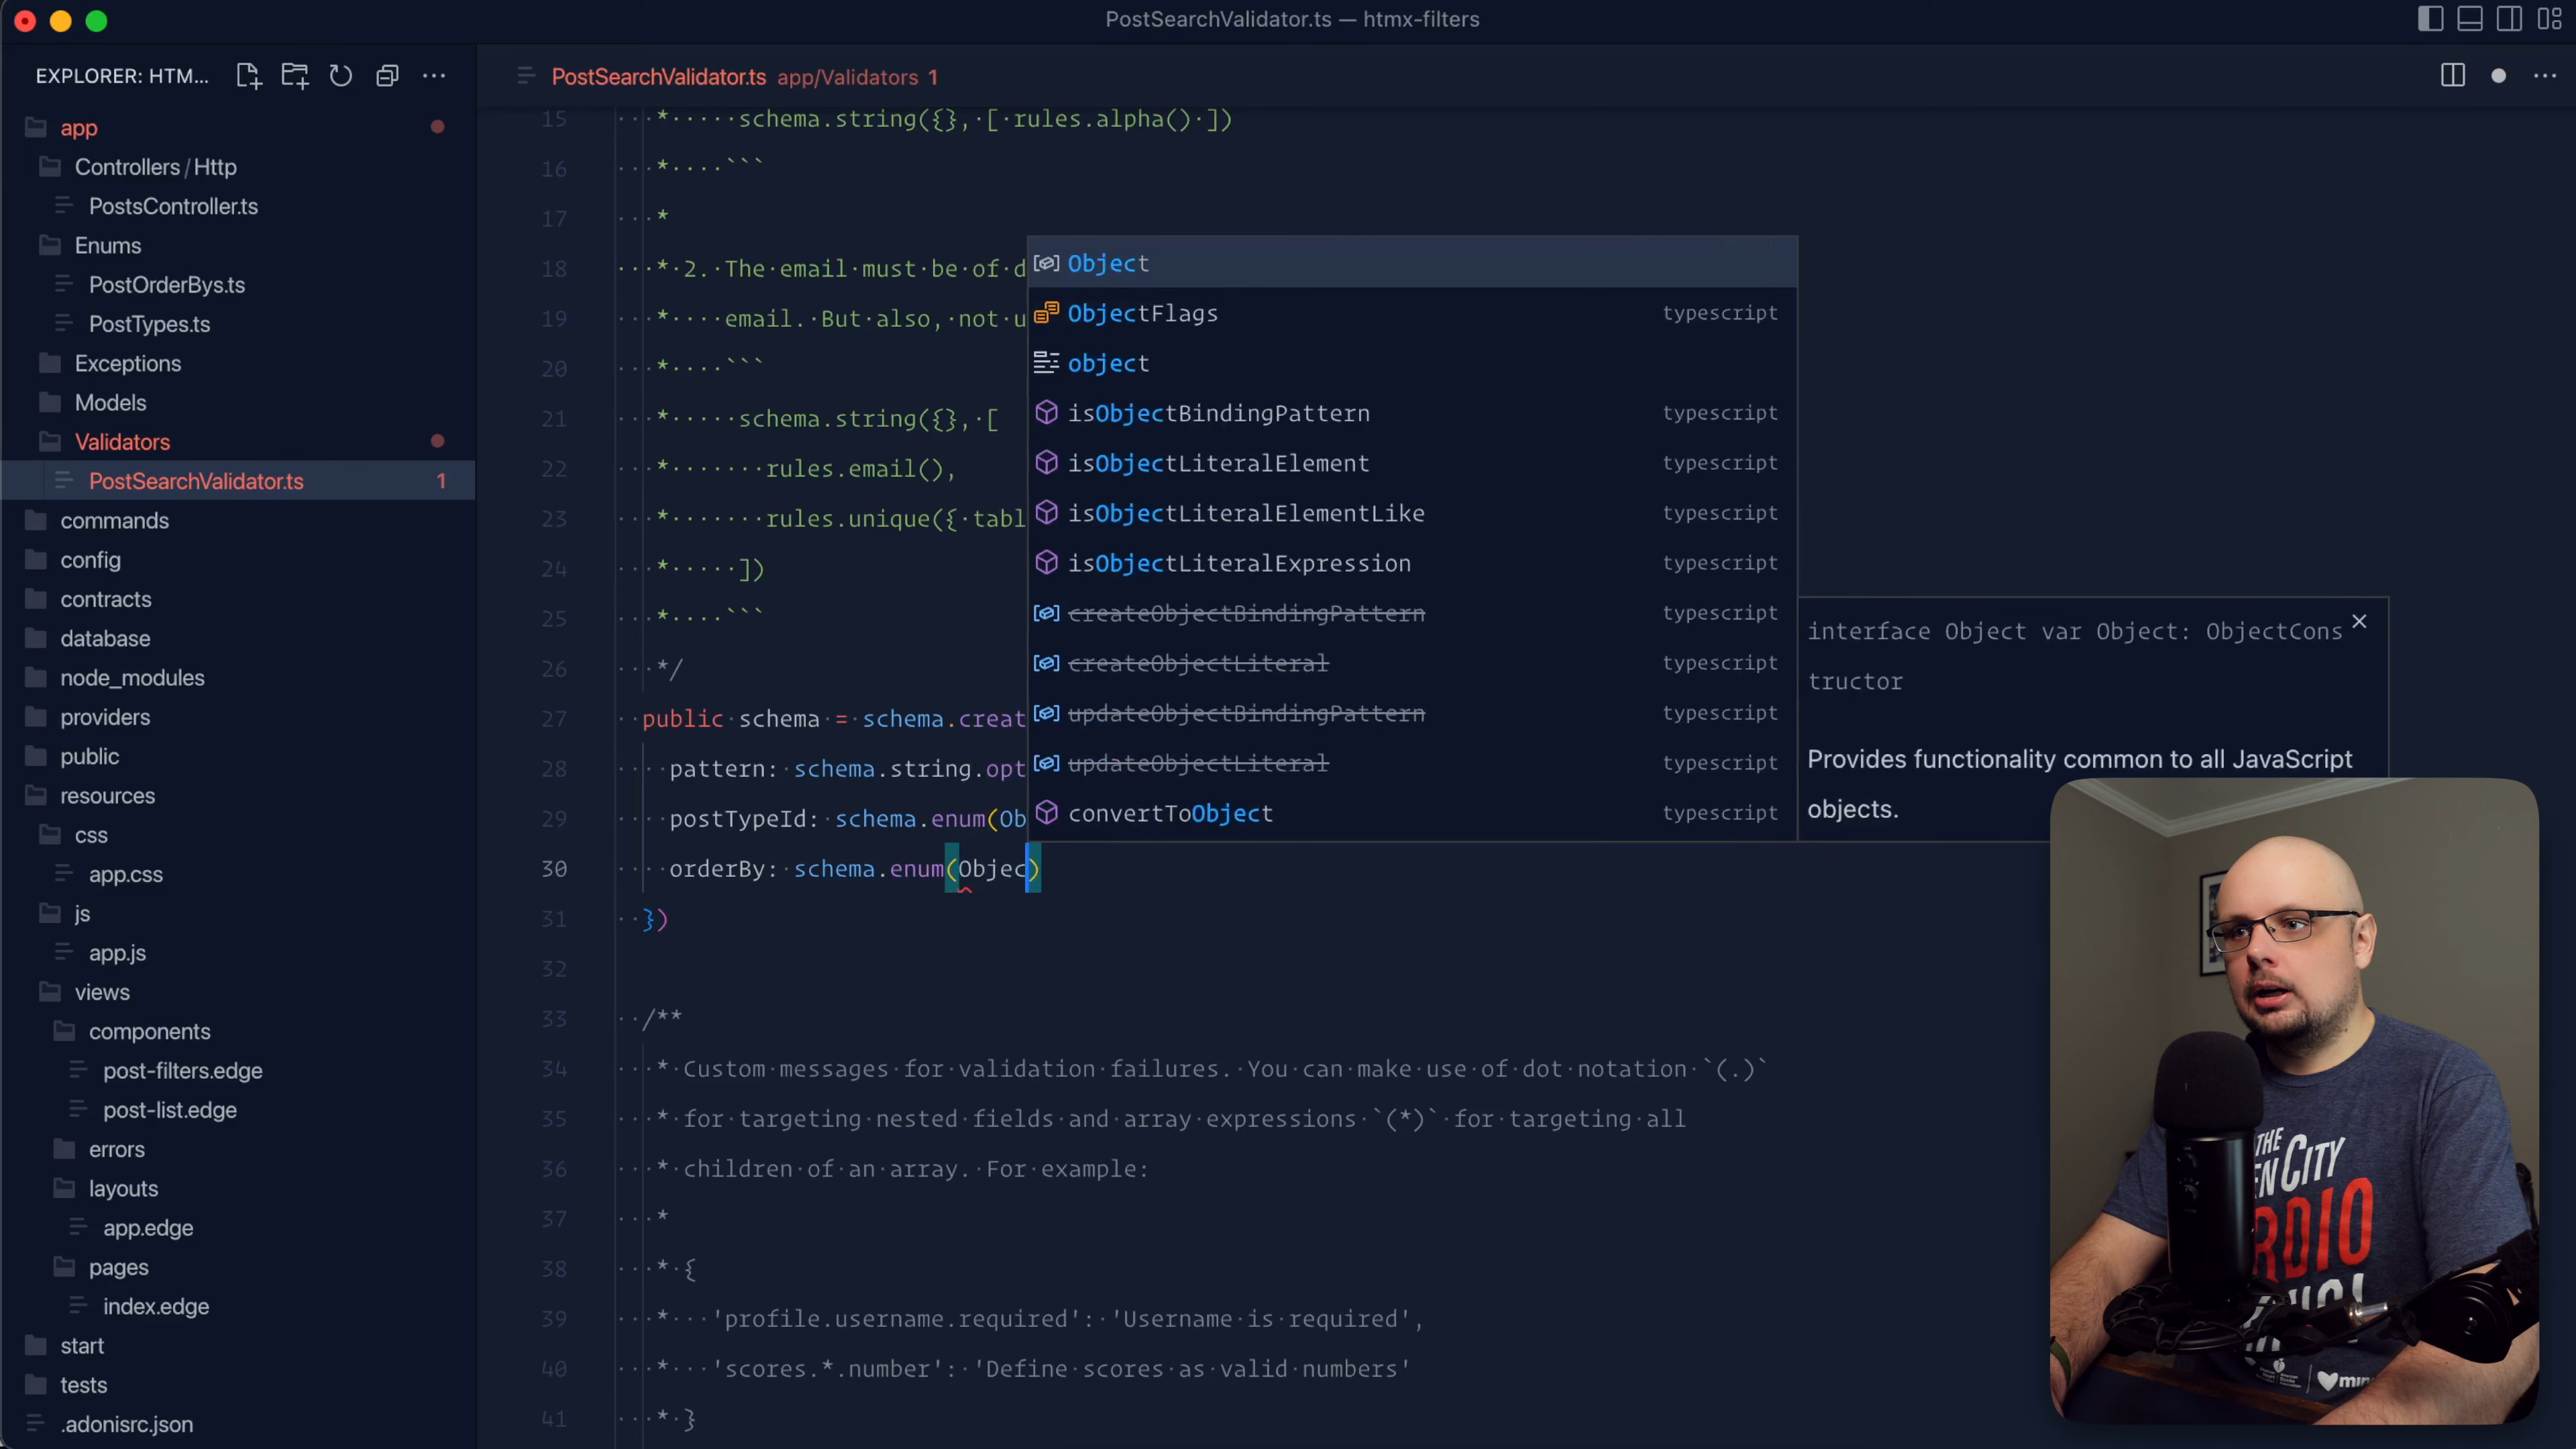 PostSearchValidator.ts — htmx-filters
EXPLORER: HTM...
app
Controllers / Http
PostsController.ts
Enums
PostOrderBys.ts
PostTypes.ts
Exceptions
Models
Validators
PostSearchValidator.ts 1
commands
config
contracts
database
node_modules
providers
public
resources
css
app.css
js
app.js
views
components
post-filters.edge
post-list.edge
errors
layouts
app.edge
pages
index.edge
start
tests
.adonisrc.json
PostSearchValidator.ts app/Validators 1
15 * schema.string({}, [ rules.alpha() ])
16 * ```
17 *
18 * 2. The email must be of d
19 * email. But also, not u
20 * ```
21 * schema.string({}, [
22 * rules.email(),
23 * rules.unique({ tabl
24 * ])
25 * ```
26 */
27 public schema = schema.creat
28 pattern: schema.string.opt
29 postTypeId: schema.enum(Ob
30 orderBy: schema.enum(Objec)
31 })
32
33 /**
34 * Custom messages for validation failures. You can make use of dot notation `(.)`
35 * for targeting nested fields and array expressions `(*)` for targeting all
36 * children of an array. For example:
37 *
38 * {
39 * 'profile.username.required': 'Username is required',
40 * 'scores.*.number': 'Define scores as valid numbers'
41 * }
Object
ObjectFlags typescript
object
isObjectBindingPattern typescript
isObjectLiteralElement typescript
isObjectLiteralElementLike typescript
isObjectLiteralExpression typescript
createObjectBindingPattern typescript
createObjectLiteral typescript
updateObjectBindingPattern typescript
updateObjectLiteral typescript
convertToObject typescript
interface Object var Object: ObjectCons
tructor
Provides functionality common to all JavaScript
objects.
THE
EN CITY
RDIO